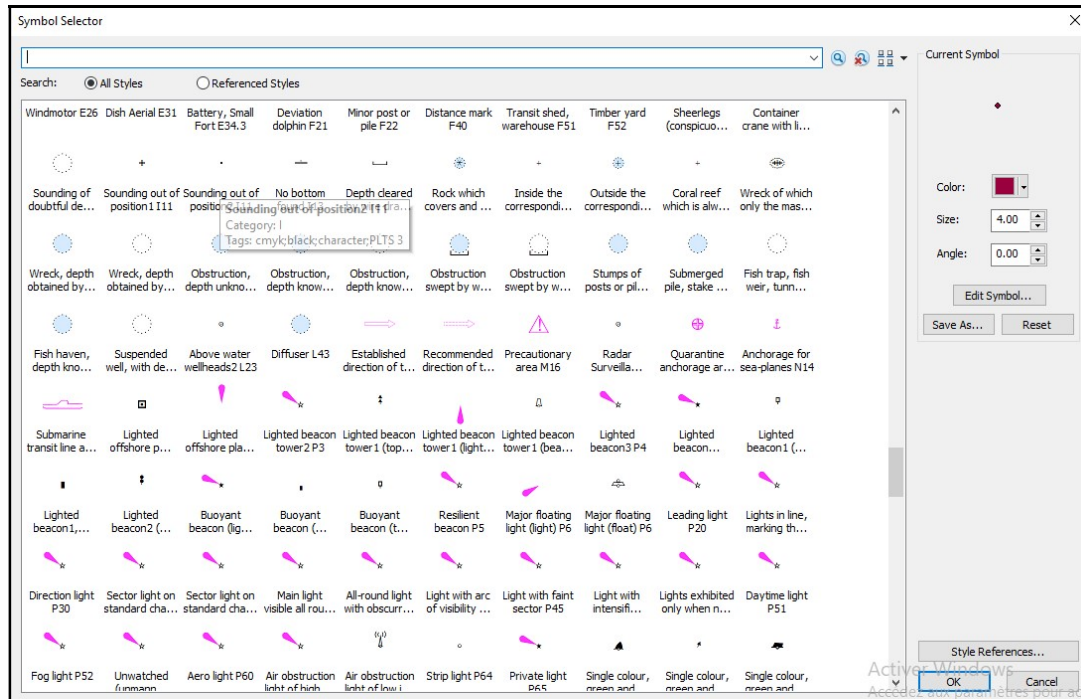 Symbol Selector
Search: All Styles Referenced Styles
Windmotor E26 Dish Aerial E31 Battery, Small Deviation Minor post or Distance mark Transit shed, Timber yard Sheerlegs Container
Fort E34.3 dolphin F21 pile F22 F40 warehouse F51 F52 (conspicuo... crane with li...
Sounding of Sounding out of Sounding out of No bottom Depth cleared Rock which Inside the Outside the Coral reef Wreck of which
doubtful de... position1 I11 covers and ... correspondi... correspondi... which is alw... only the mas...
Sounding out of position2 I11
Category: I
Tags: cmyk;black;character;PLTS 3
Wreck, depth Wreck, depth Obstruction, Obstruction, Obstruction, Obstruction Obstruction Stumps of Submerged Fish trap, fish
obtained by... obtained by... depth unkno... depth know... depth know... swept by w... swept by w... posts or pil... pile, stake ... weir, tunn...
Fish haven, Suspended Above water Diffuser L43 Established Recommended Precautionary Radar Quarantine Anchorage for
depth kno... well, with de... wellheads2 L23 direction of t... direction of t... area M16 Surveilla... anchorage ar... sea-planes N14
Submarine Lighted Lighted Lighted beacon Lighted beacon Lighted beacon Lighted beacon Lighted Lighted Lighted
transit line a... offshore p... offshore pla... tower2 P3 tower1 (top... tower1 (light... tower1 (bea... beacon3 P4 beacon... beacon1 (...
Lighted Lighted Buoyant Buoyant Buoyant Resilient Major floating Major floating Leading light Lights in line,
beacon1,... beacon2 (... beacon (lig... beacon (... beacon (t... beacon P5 light (light) P6 light (float) P6 P20 marking th...
Direction light Sector light on Sector light on Main light All-round light Light with arc Light with faint Light with Lights exhibited Daytime light
P30 standard cha... standard cha... visible all rou... with obscurr... of visibility ... sector P45 intensifi... only when n... P51
Fog light P52 Unwatched Aero light P60 Air obstruction Air obstruction Strip light P64 Private light Single colour, Single colour, Single colour,
(unmann light of high light of low i P65 green and green and green and
Current Symbol
Color:
Size: 4.00
Angle: 0.00
Edit Symbol...
Save As... Reset
Style References...
OK Cancel
Activer Windows
Accédez aux paramètres pour ac